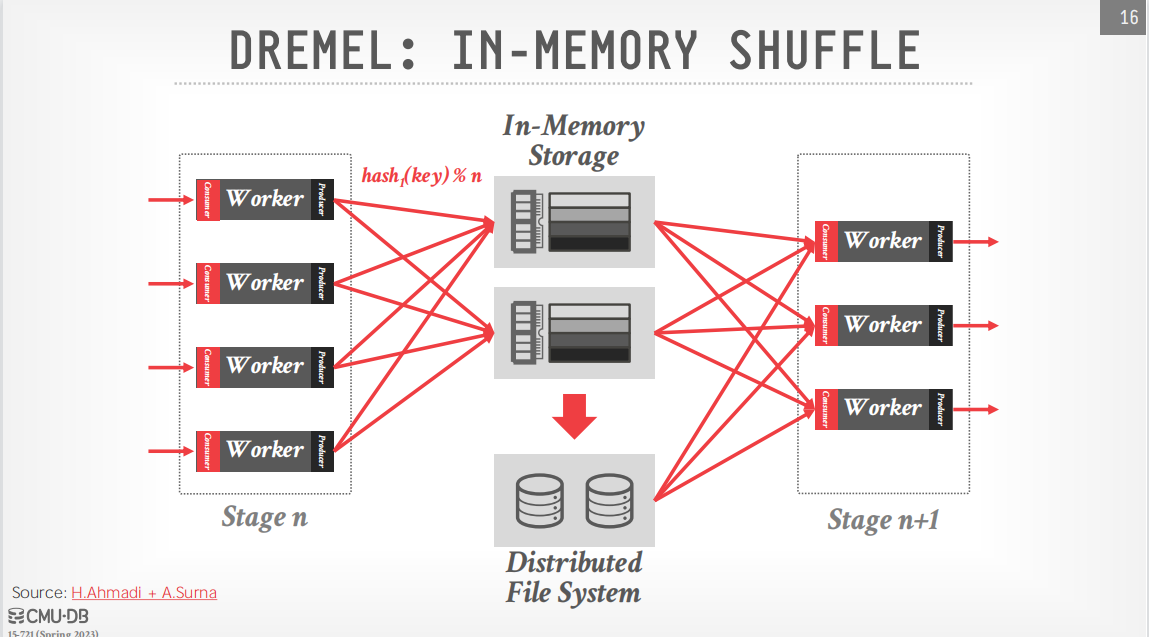 16
DREMEL: IN-MEMORY SHUFFLE
In-Memory
Storage
hash1(key) % n
Consumer Worker Producer
Consumer Worker Producer
Consumer Worker Producer
Consumer Worker Producer
Stage n
Consumer Worker Producer
Consumer Worker Producer
Consumer Worker Producer
Stage n+1
Distributed
File System
Source: H.Ahmadi + A.Surna
CMU·DB
15-721 (Spring 2023)